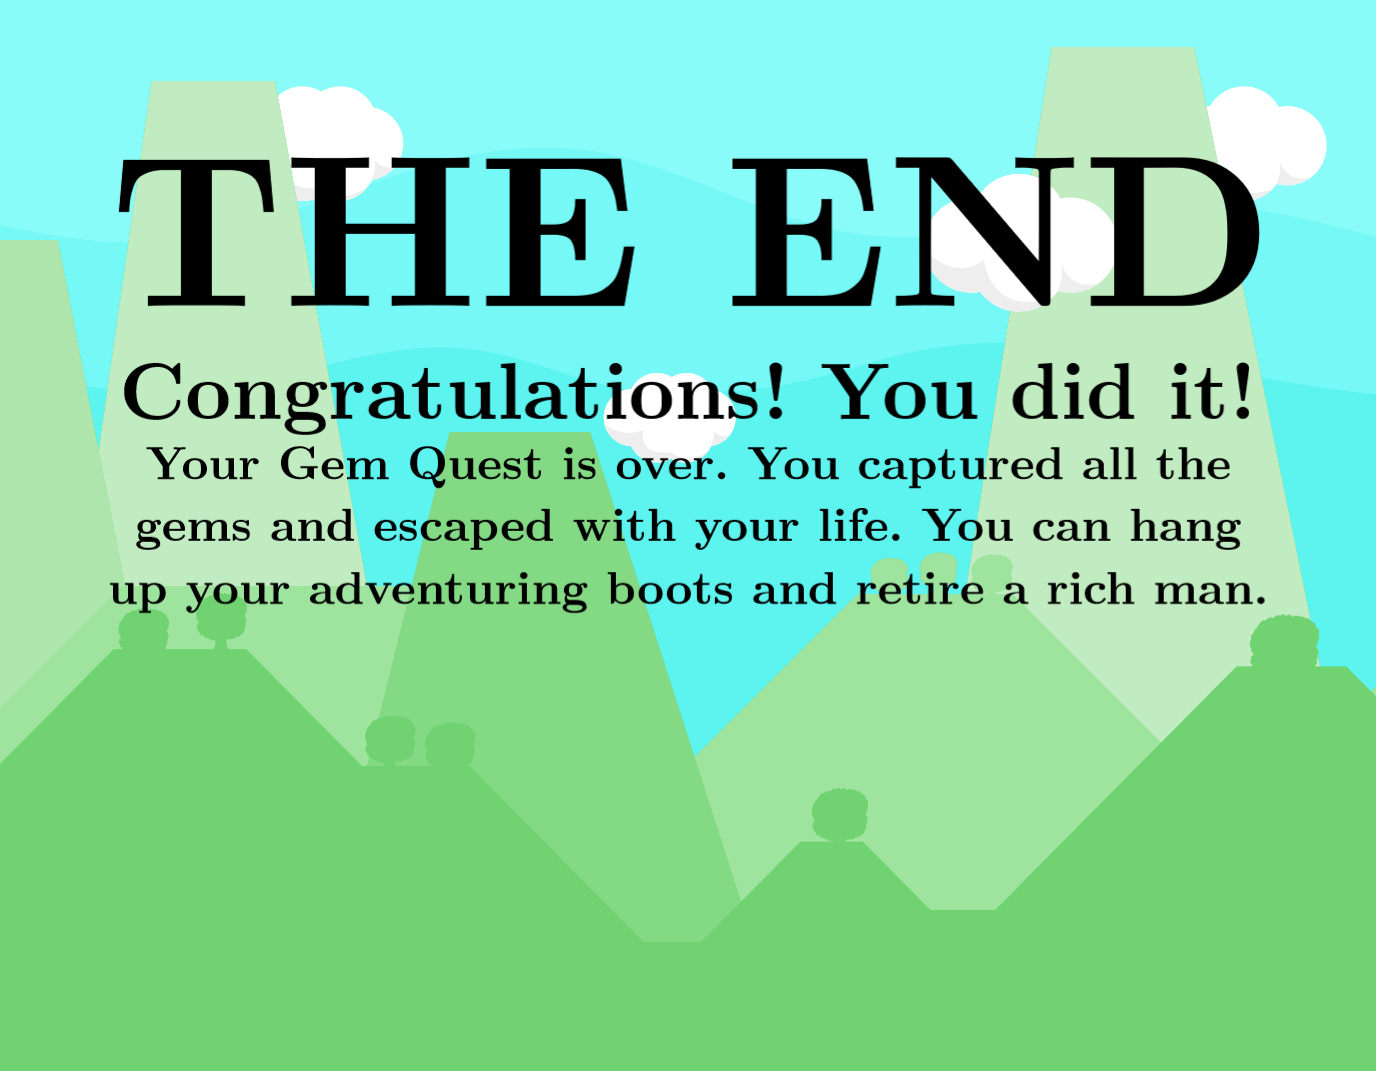 THE END
Congratulations! You did it!
Your Gem Quest is over. You captured all the
gems and escaped with your life. You can hang
up your adventuring boots and retire a rich man.